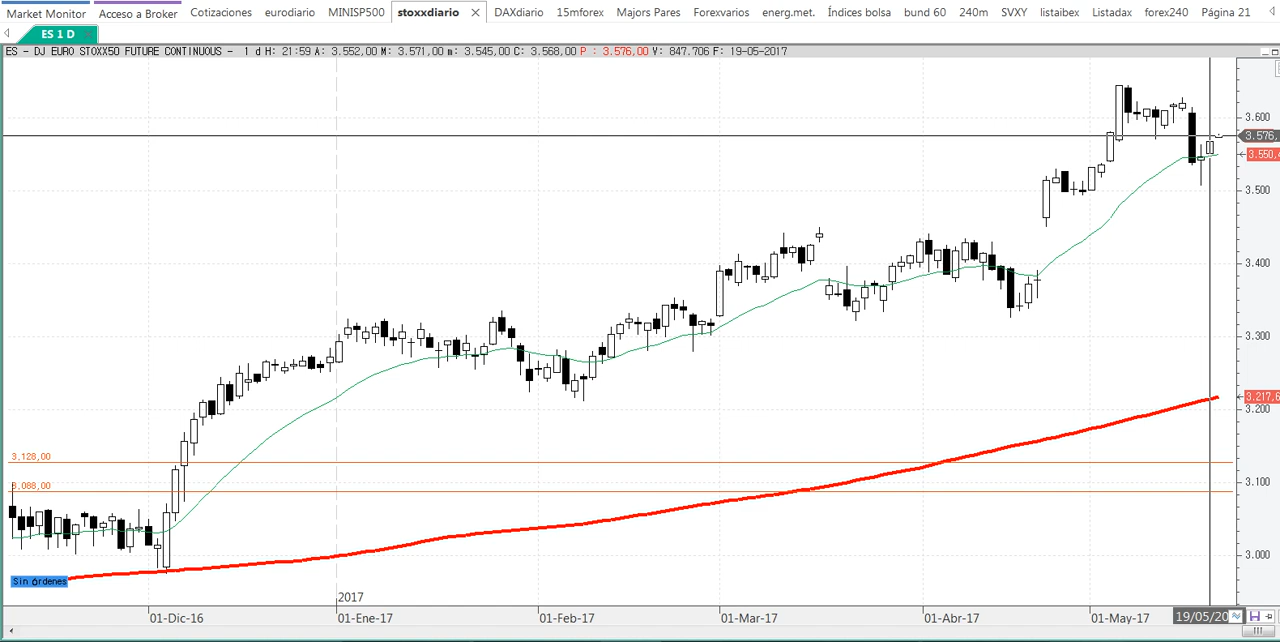 Market Monitor Acceso a Broker Cotizaciones eurodiario MINISP500 stoxxdiario DAXdiario 15mforex Majors Pares Forexvarios energ.met. Índices bolsa bund 60 240m SVXY listaibex Listadax forex240 Página 21
ES 1 D
ES - DJ EURO STOXX50 FUTURE CONTINUOUS - 1 d H: 21:59 A: 3.552,00 M: 3.571,00 m: 3.545,00 C: 3.568,00 P : 3.576,00 V: 847.706 F: 19-05-2017
3.600
3.576,
3.550,
3.500
3.400
3.300
3.217,6
3.200
3,128,00
3.100
3,088,00
3.000
Sin órdenes
2017
01-Dic-16 01-Ene-17 01-Feb-17 01-Mar-17 01-Abr-17 01-May-17 19/05/20